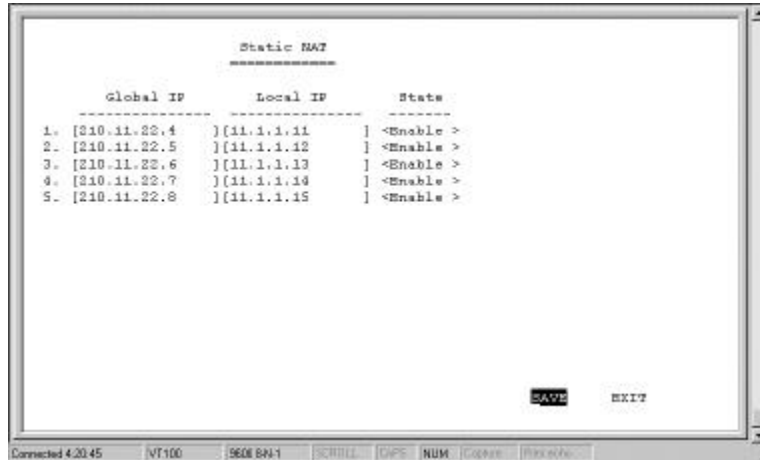 Static NAT
============
Global IP Local IP State
--------------- --------------- -------
1. [210.11.22.4 ][11.1.1.11 ] <Enable >
2. [210.11.22.5 ][11.1.1.12 ] <Enable >
3. [210.11.22.6 ][11.1.1.13 ] <Enable >
4. [210.11.22.7 ][11.1.1.14 ] <Enable >
5. [210.11.22.8 ][11.1.1.15 ] <Enable >
SAVE EXIT
Connected 4:20:45 VT100 9600 8-N-1 SCROLL CAPS NUM Capture Print echo